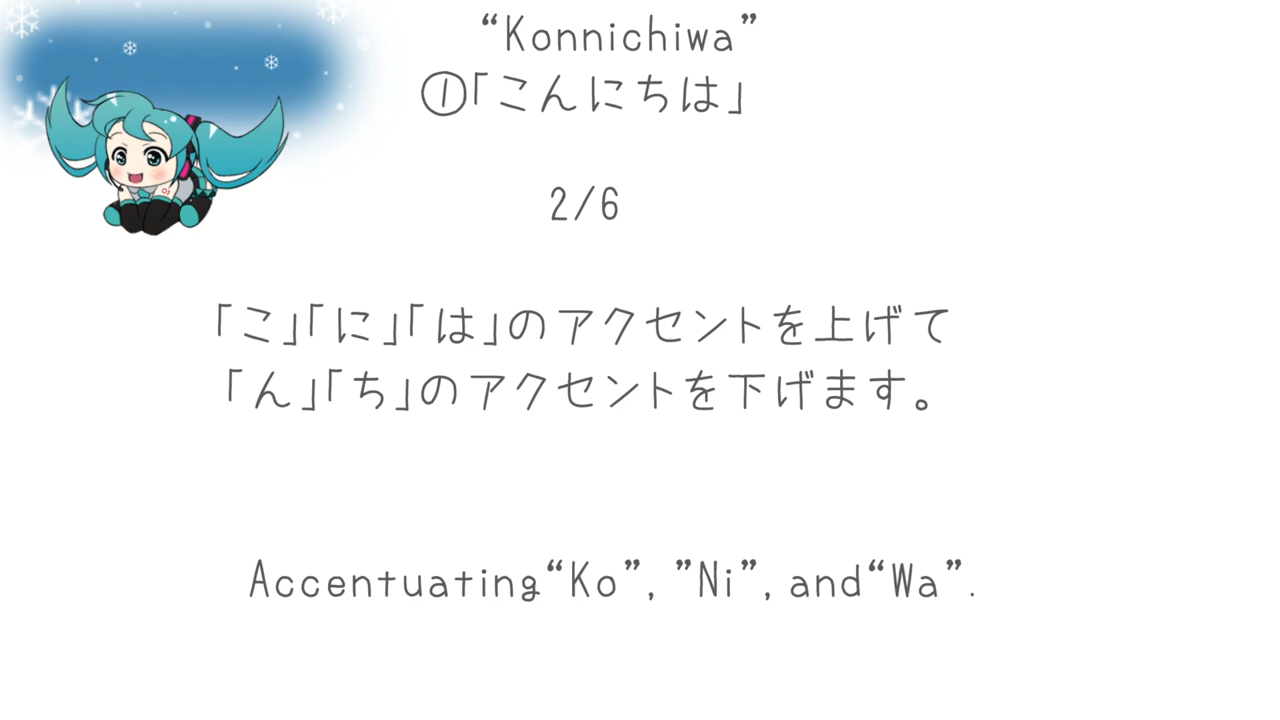 “Konnichiwa”
①「こんにちは」
2/6
「こ」「に」「は」のアクセントを上げて
「ん」「ち」のアクセントを下げます。
Accentuating“Ko”, ”Ni”, and“Wa”.
01